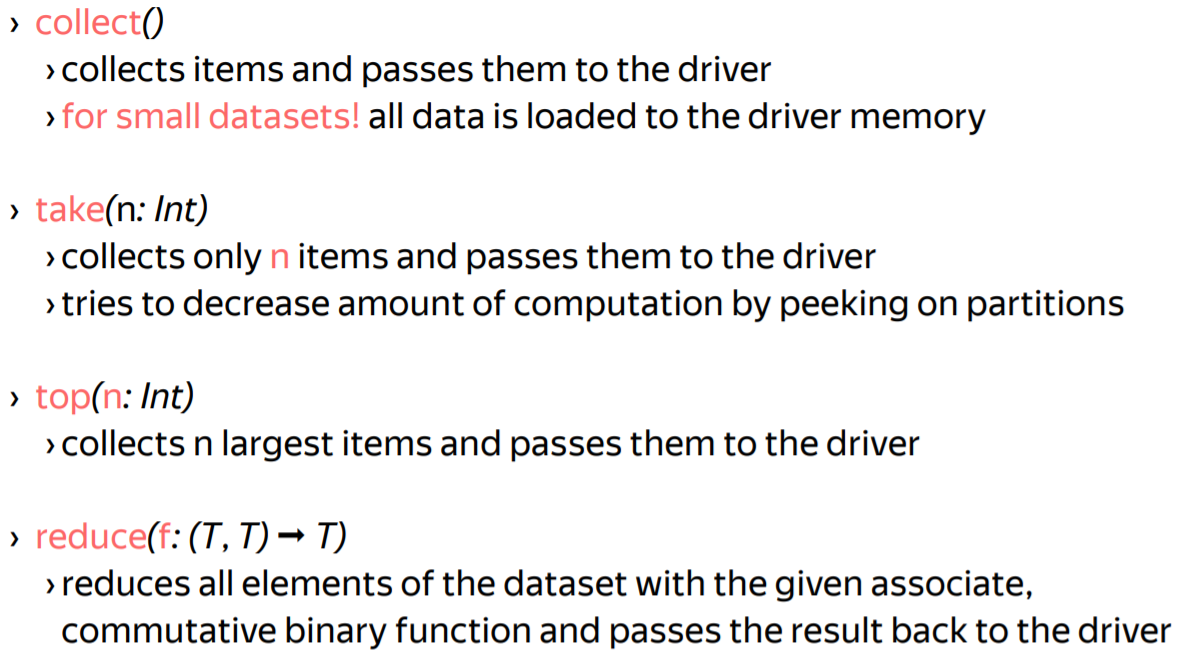 › collect()
› collects items and passes them to the driver
› for small datasets! all data is loaded to the driver memory
› take(n: Int)
› collects only n items and passes them to the driver
› tries to decrease amount of computation by peeking on partitions
› top(n: Int)
› collects n largest items and passes them to the driver
› reduce(f: (T, T) ➞ T)
› reduces all elements of the dataset with the given associate,
commutative binary function and passes the result back to the driver